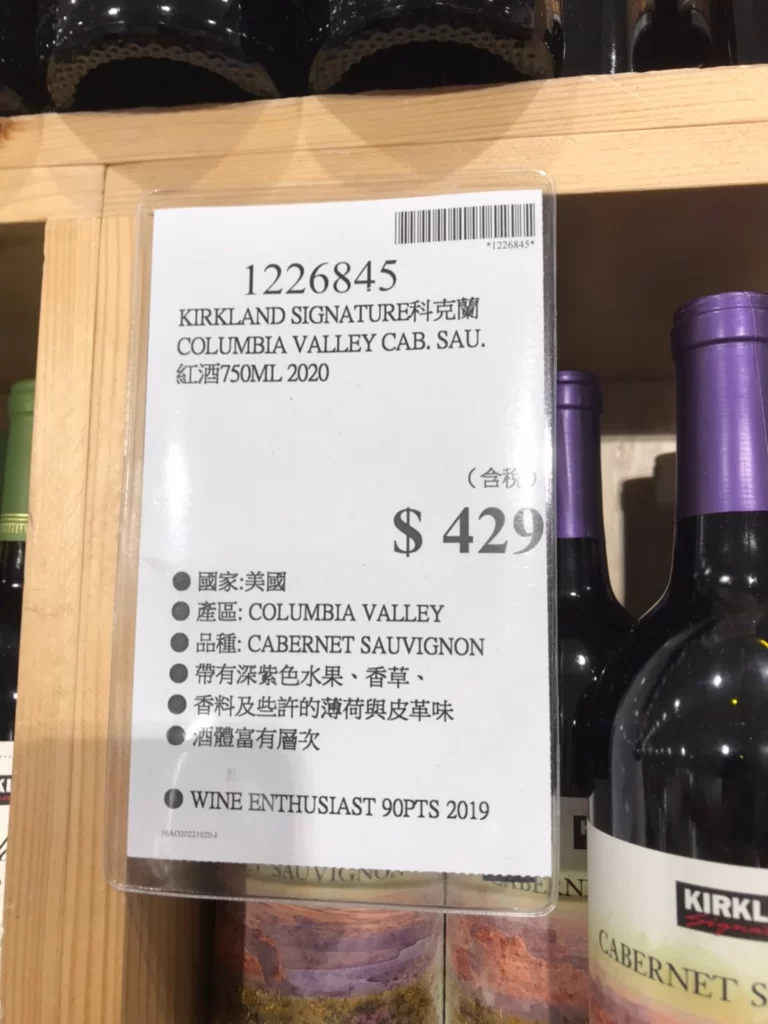 *1226845*
1226845
KIRKLAND SIGNATURE科克蘭
COLUMBIA VALLEY CAB. SAU.
紅酒750ML 2020
（含稅）
$ 429
● 國家:美國
● 產區: COLUMBIA VALLEY
● 品種: CABERNET SAUVIGNON
● 帶有深紫色水果、香草、
● 香料及些許的薄荷與皮革味
● 酒體富有層次
● WINE ENTHUSIAST 90PTS 2019
16AO20221020-1
SAUVIGNON
KIRKL
CABERNET S